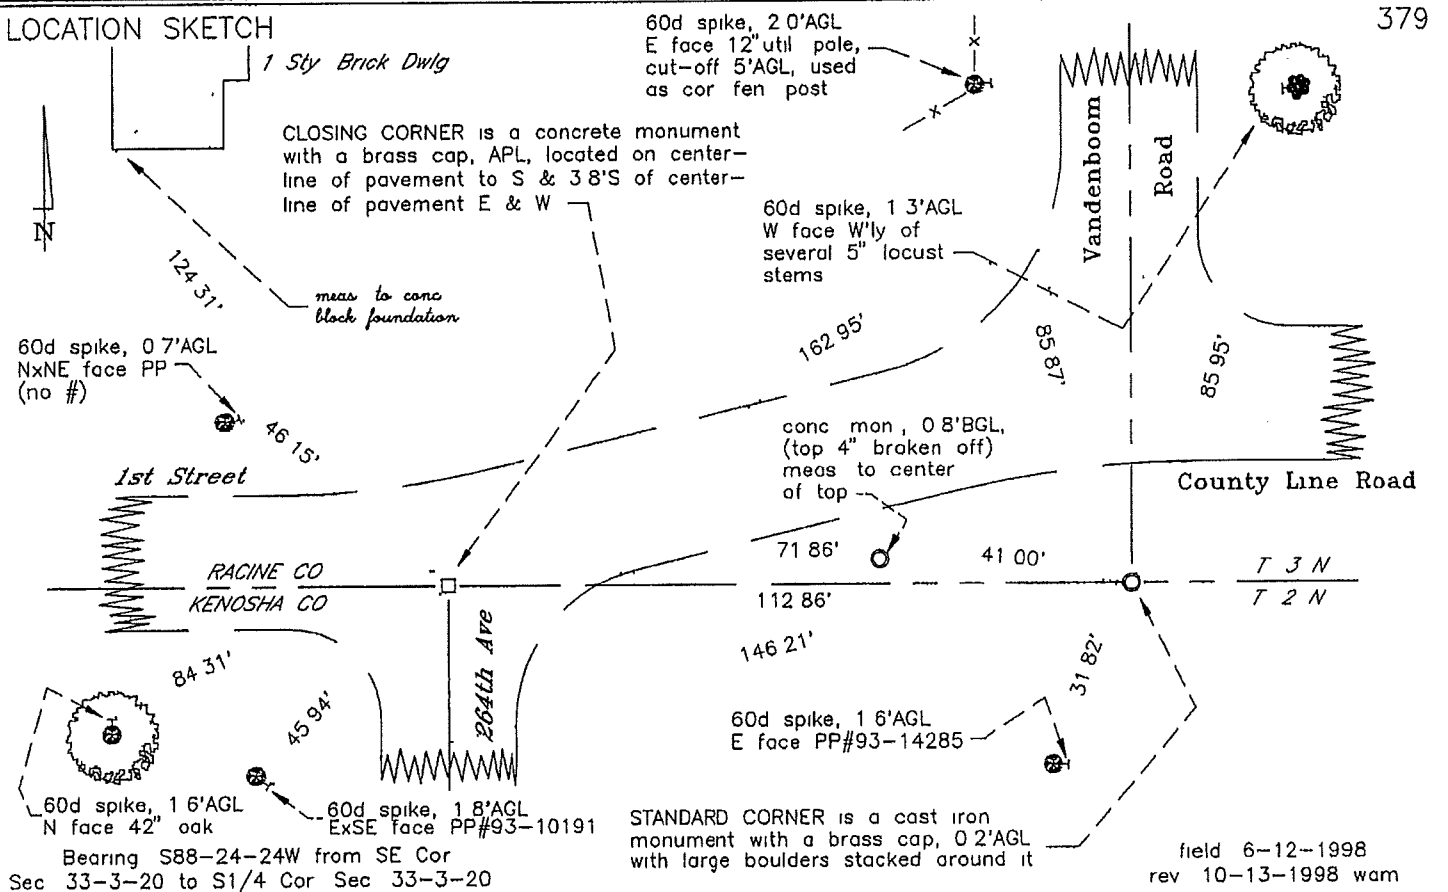 379
LOCATION SKETCH
1 Sty Brick Dwlg
60d spike, 2 0'AGL
E face 12" util pole,
cut-off 5'AGL, used
as cor fen post
CLOSING CORNER is a concrete monument
with a brass cap, APL, located on center-
line of pavement to S & 3 8'S of center-
line of pavement E & W
N
124 31'
meas to conc
block foundation
60d spike, 1 3'AGL
W face W'ly of
several 5" locust
stems
Vandenboom
Road
60d spike, 0 7'AGL
NxNE face PP
(no #)
46 15'
162 95'
85 87'
85 95'
conc mon , 0 8'BGL,
(top 4" broken off)
meas to center
of top
1st Street
County Line Road
71 86'
41 00'
RACINE CO
KENOSHA CO
T 3 N
T 2 N
112 86'
146 21'
264th Ave
84 31'
45 94'
31 82'
60d spike, 1 6'AGL
E face PP#93-14285
60d spike, 1 6'AGL
N face 42" oak
60d spike, 1 8'AGL
ExSE face PP#93-10191
STANDARD CORNER is a cast iron
monument with a brass cap, 0 2'AGL
with large boulders stacked around it
Bearing S88-24-24W from SE Cor
Sec 33-3-20 to S1/4 Cor Sec 33-3-20
field 6-12-1998
rev 10-13-1998 wam